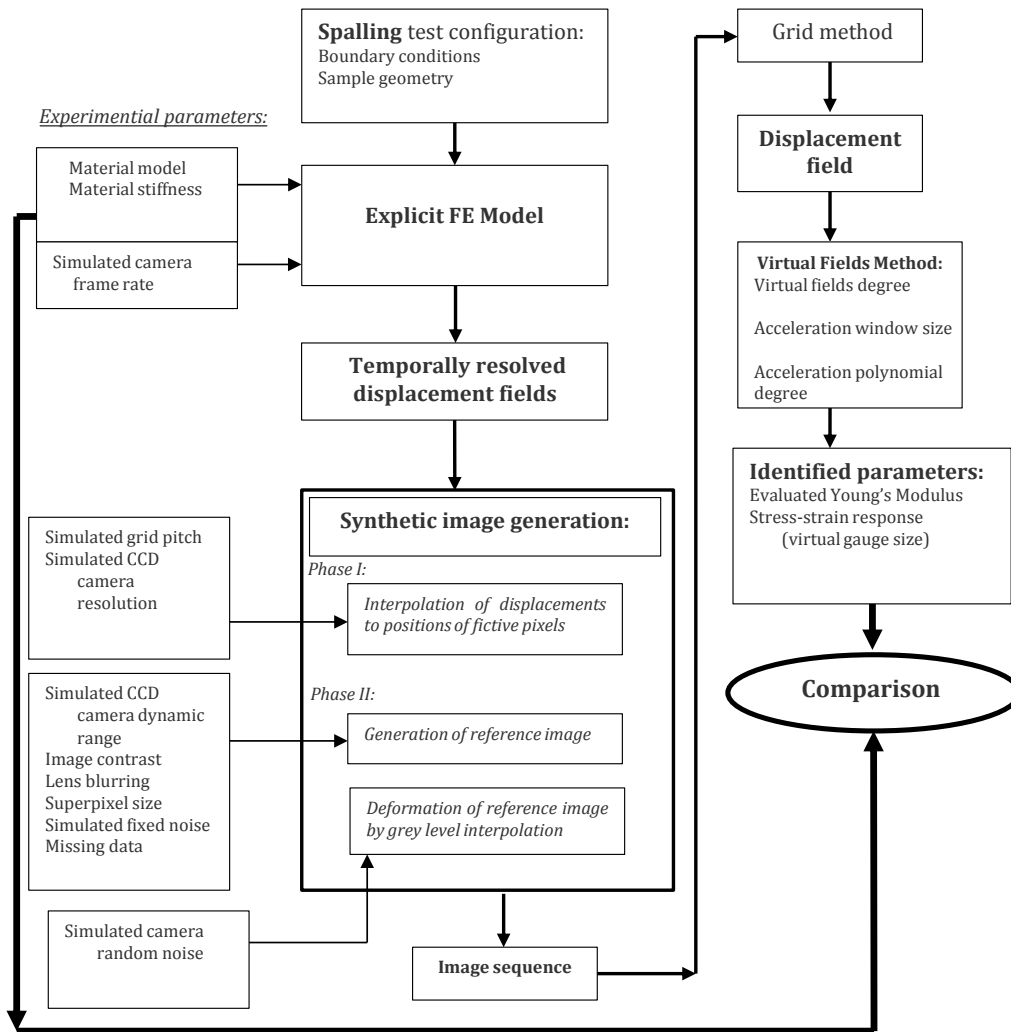 Spalling test configuration:
Boundary conditions
Sample geometry
Experimential parameters:
Material model
Material stiffness
Simulated camera
frame rate
Explicit FE Model
Temporally resolved
displacement fields
Synthetic image generation:
Phase I:
Simulated grid pitch
Simulated CCD
camera
resolution
Interpolation of displacements
to positions of fictive pixels
Phase II:
Simulated CCD
camera dynamic
range
Image contrast
Lens blurring
Superpixel size
Simulated fixed noise
Missing data
Generation of reference image
Deformation of reference image
by grey level interpolation
Simulated camera
random noise
Image sequence
Grid method
Displacement
field
Virtual Fields Method:
Virtual fields degree
Acceleration window size
Acceleration polynomial
degree
Identified parameters:
Evaluated Young's Modulus
Stress-strain response
(virtual gauge size)
Comparison